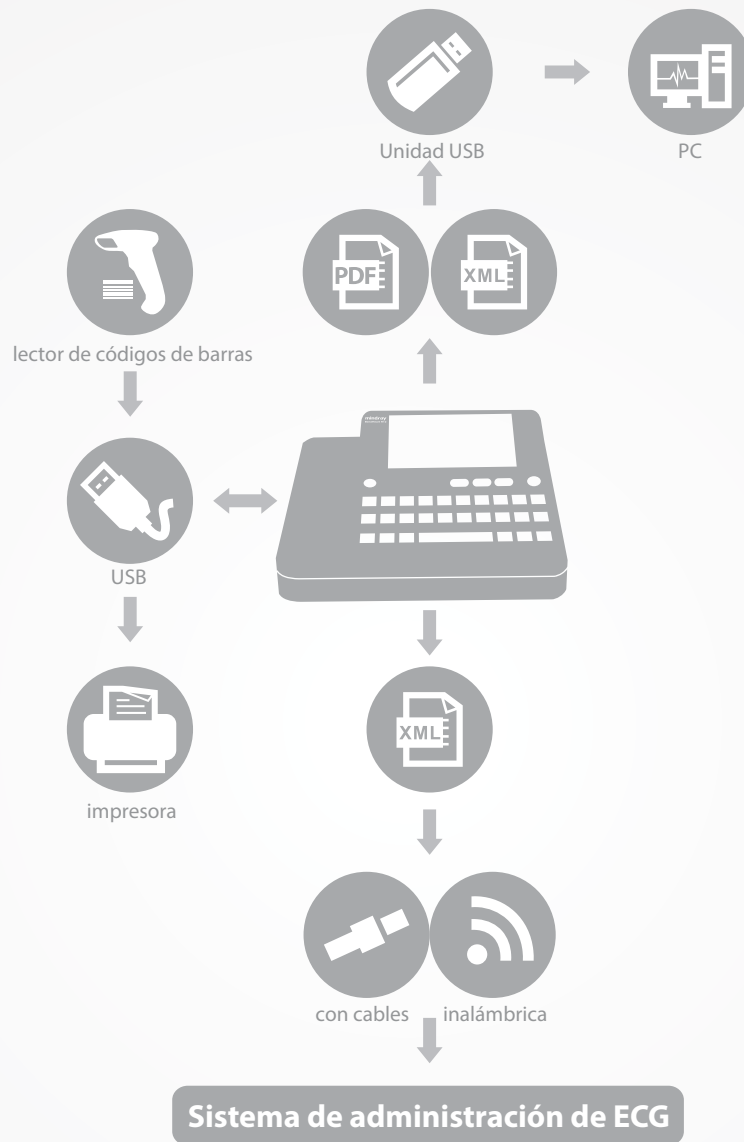 Unidad USB
PC
PDF
XML
lector de códigos de barras
mindray
USB
XML
impresora
con cables
inalámbrica
Sistema de administración de ECG